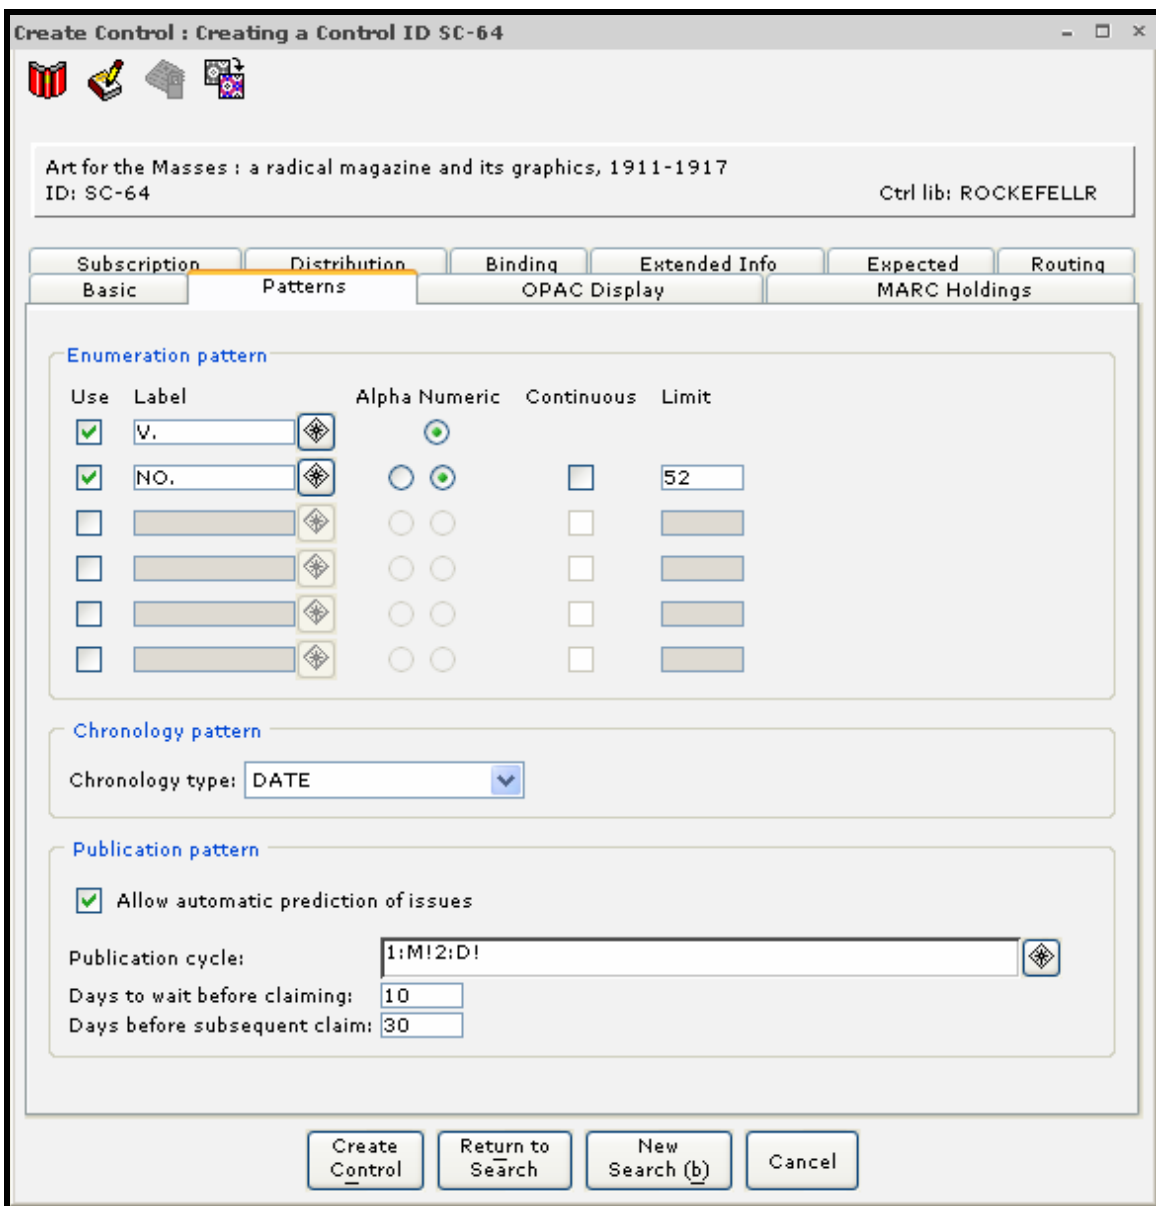 Create Control : Creating a Control ID SC-64
Art for the Masses : a radical magazine and its graphics, 1911-1917
ID: SC-64 Ctrl lib: ROCKEFELLR
Subscription Distribution Binding Extended Info Expected Routing
Basic Patterns OPAC Display MARC Holdings
Enumeration pattern
Use Label Alpha Numeric Continuous Limit
V.
NO. 52
Chronology pattern
Chronology type: DATE
Publication pattern
Allow automatic prediction of issues
Publication cycle: 1:M!2:D!
Days to wait before claiming: 10
Days before subsequent claim: 30
Create Control
Return to Search
New Search (b)
Cancel